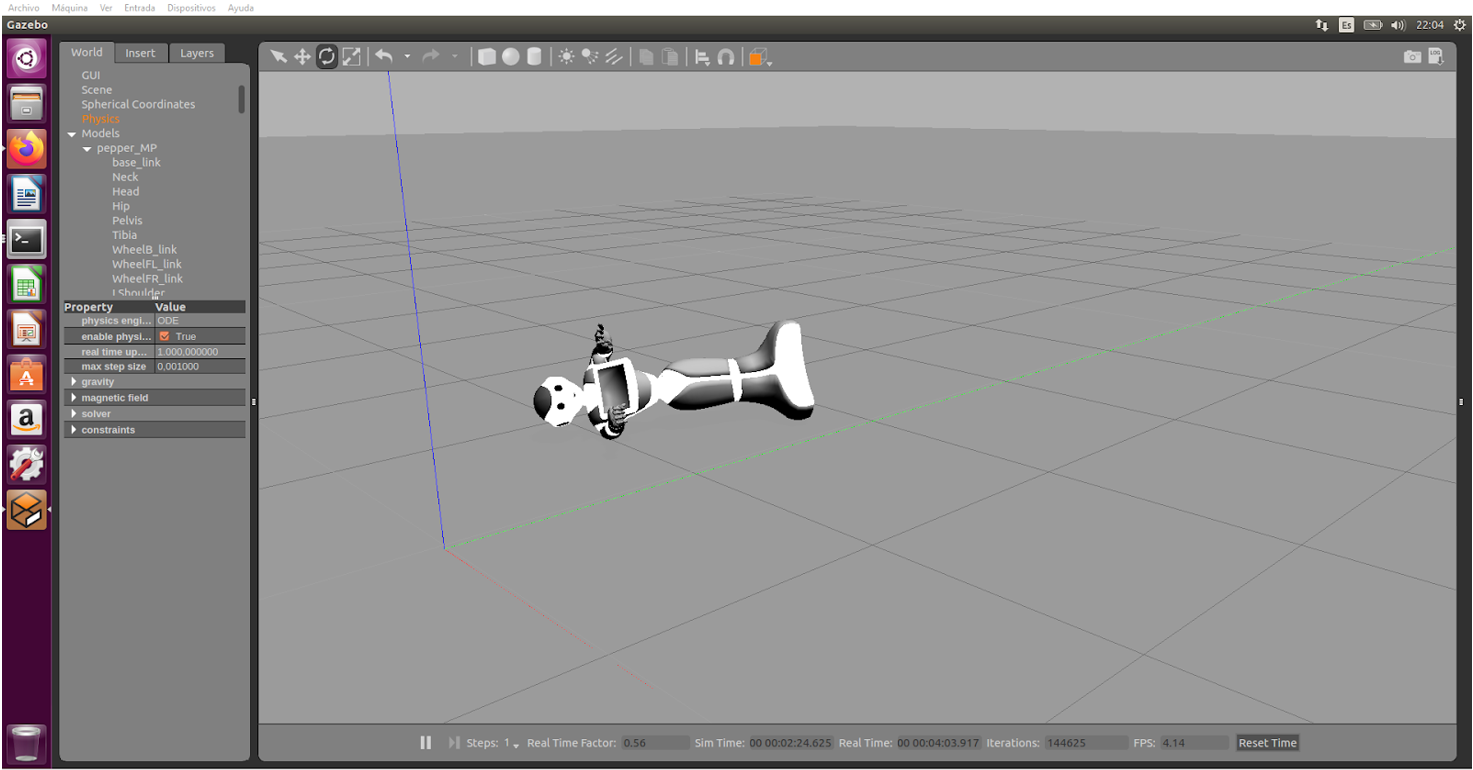 Archivo Máquina Ver Entrada Dispositivos Ayuda
Gazebo Es 22:04
World Insert Layers
GUI
Scene
Spherical Coordinates
Physics
Models
pepper_MP
base_link
Neck
Head
Hip
Pelvis
Tibia
WheelB_link
WheelFL_link
WheelFR_link
LShoulder
Property Value
physics engi... ODE
enable physi... True
real time up... 1.000,000000
max step size 0,001000
gravity
magnetic field
solver
constraints
LOG
Steps: 1 Real Time Factor: 0.56 Sim Time: 00 00:02:24.625 Real Time: 00 00:04:03.917 Iterations: 144625 FPS: 4.14 Reset Time